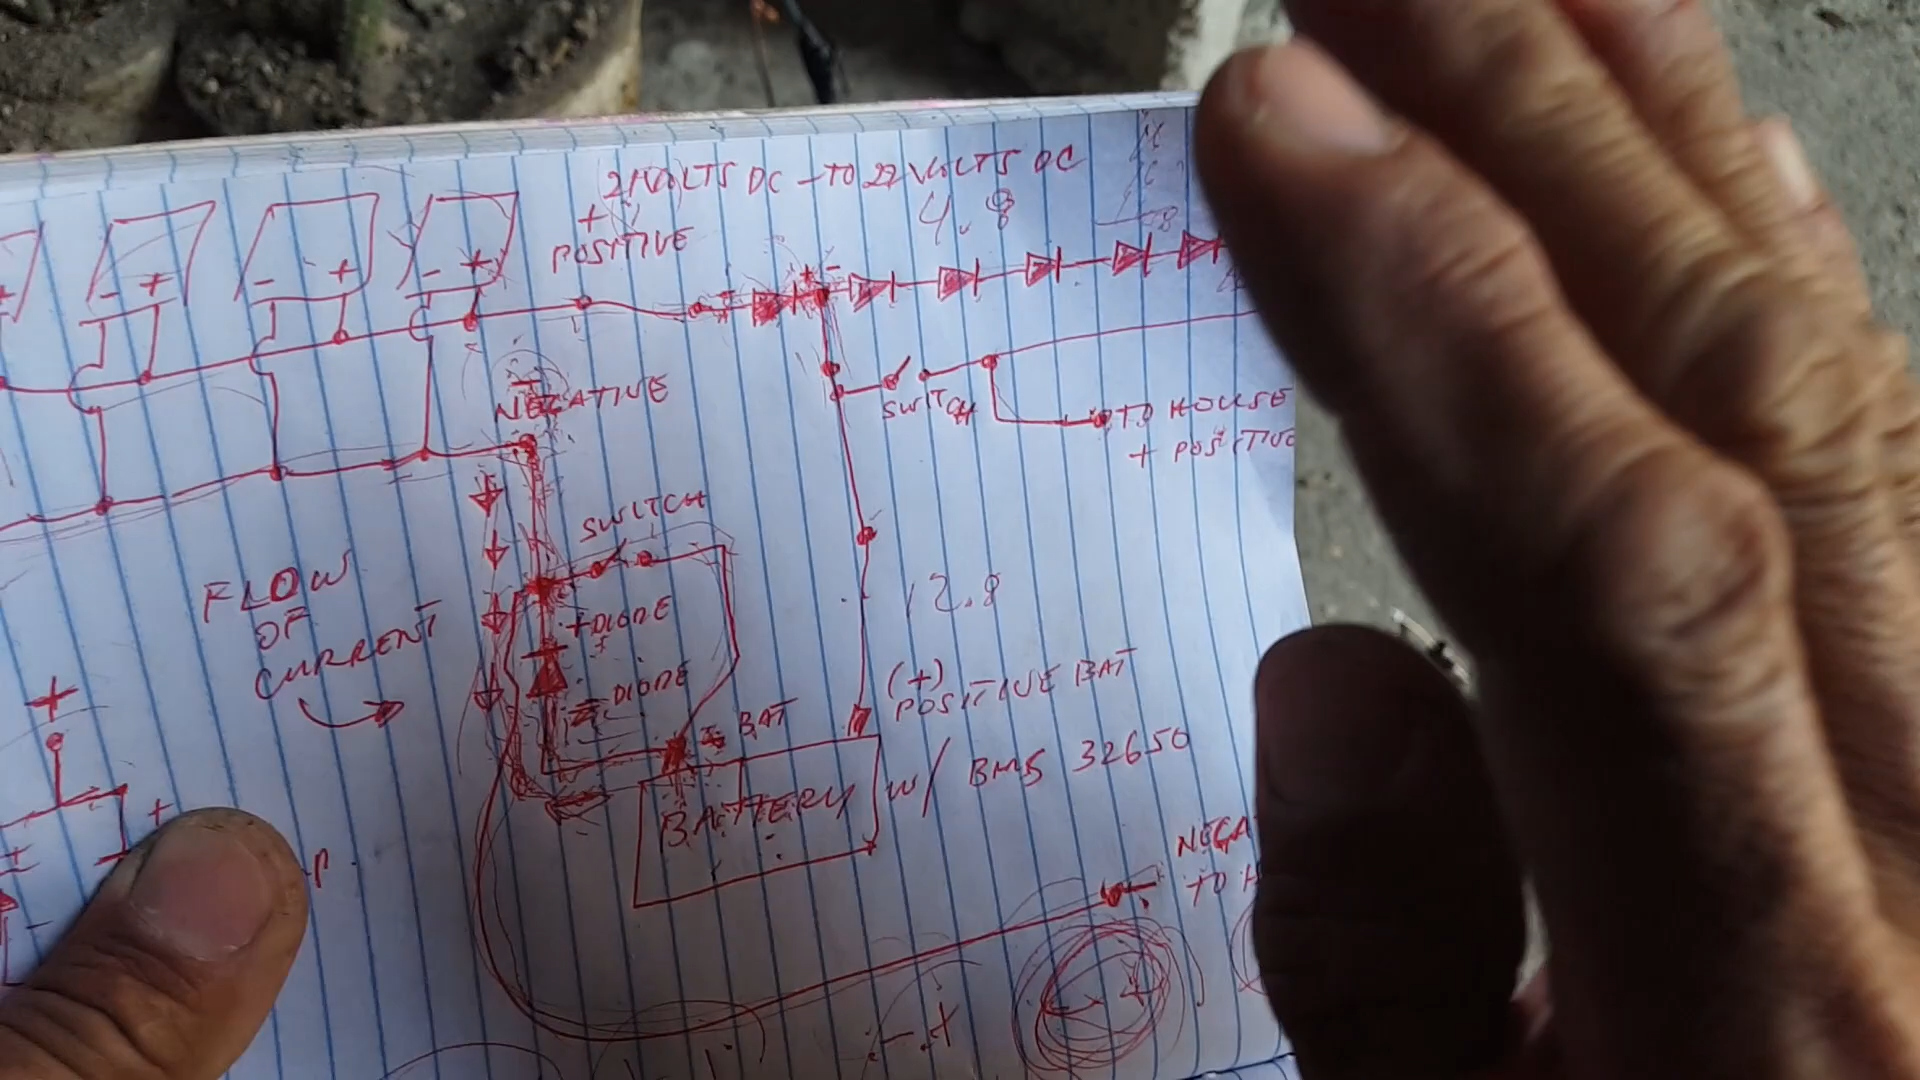 21 VOLTS DC - TO 22 VOLTS DC
4.8
+
POSITIVE
- +
- +
- +
+ -
NEGATIVE
SWITCH
TO HOUSE
+ POSITIVE
SWITCH
FLOW
OF
CURRENT
+ DIODE
- DIODE
12.8
(+)
POSITIVE BAT
- BAT
BATTERY W/ BMS 32650
+
+
- +
TO